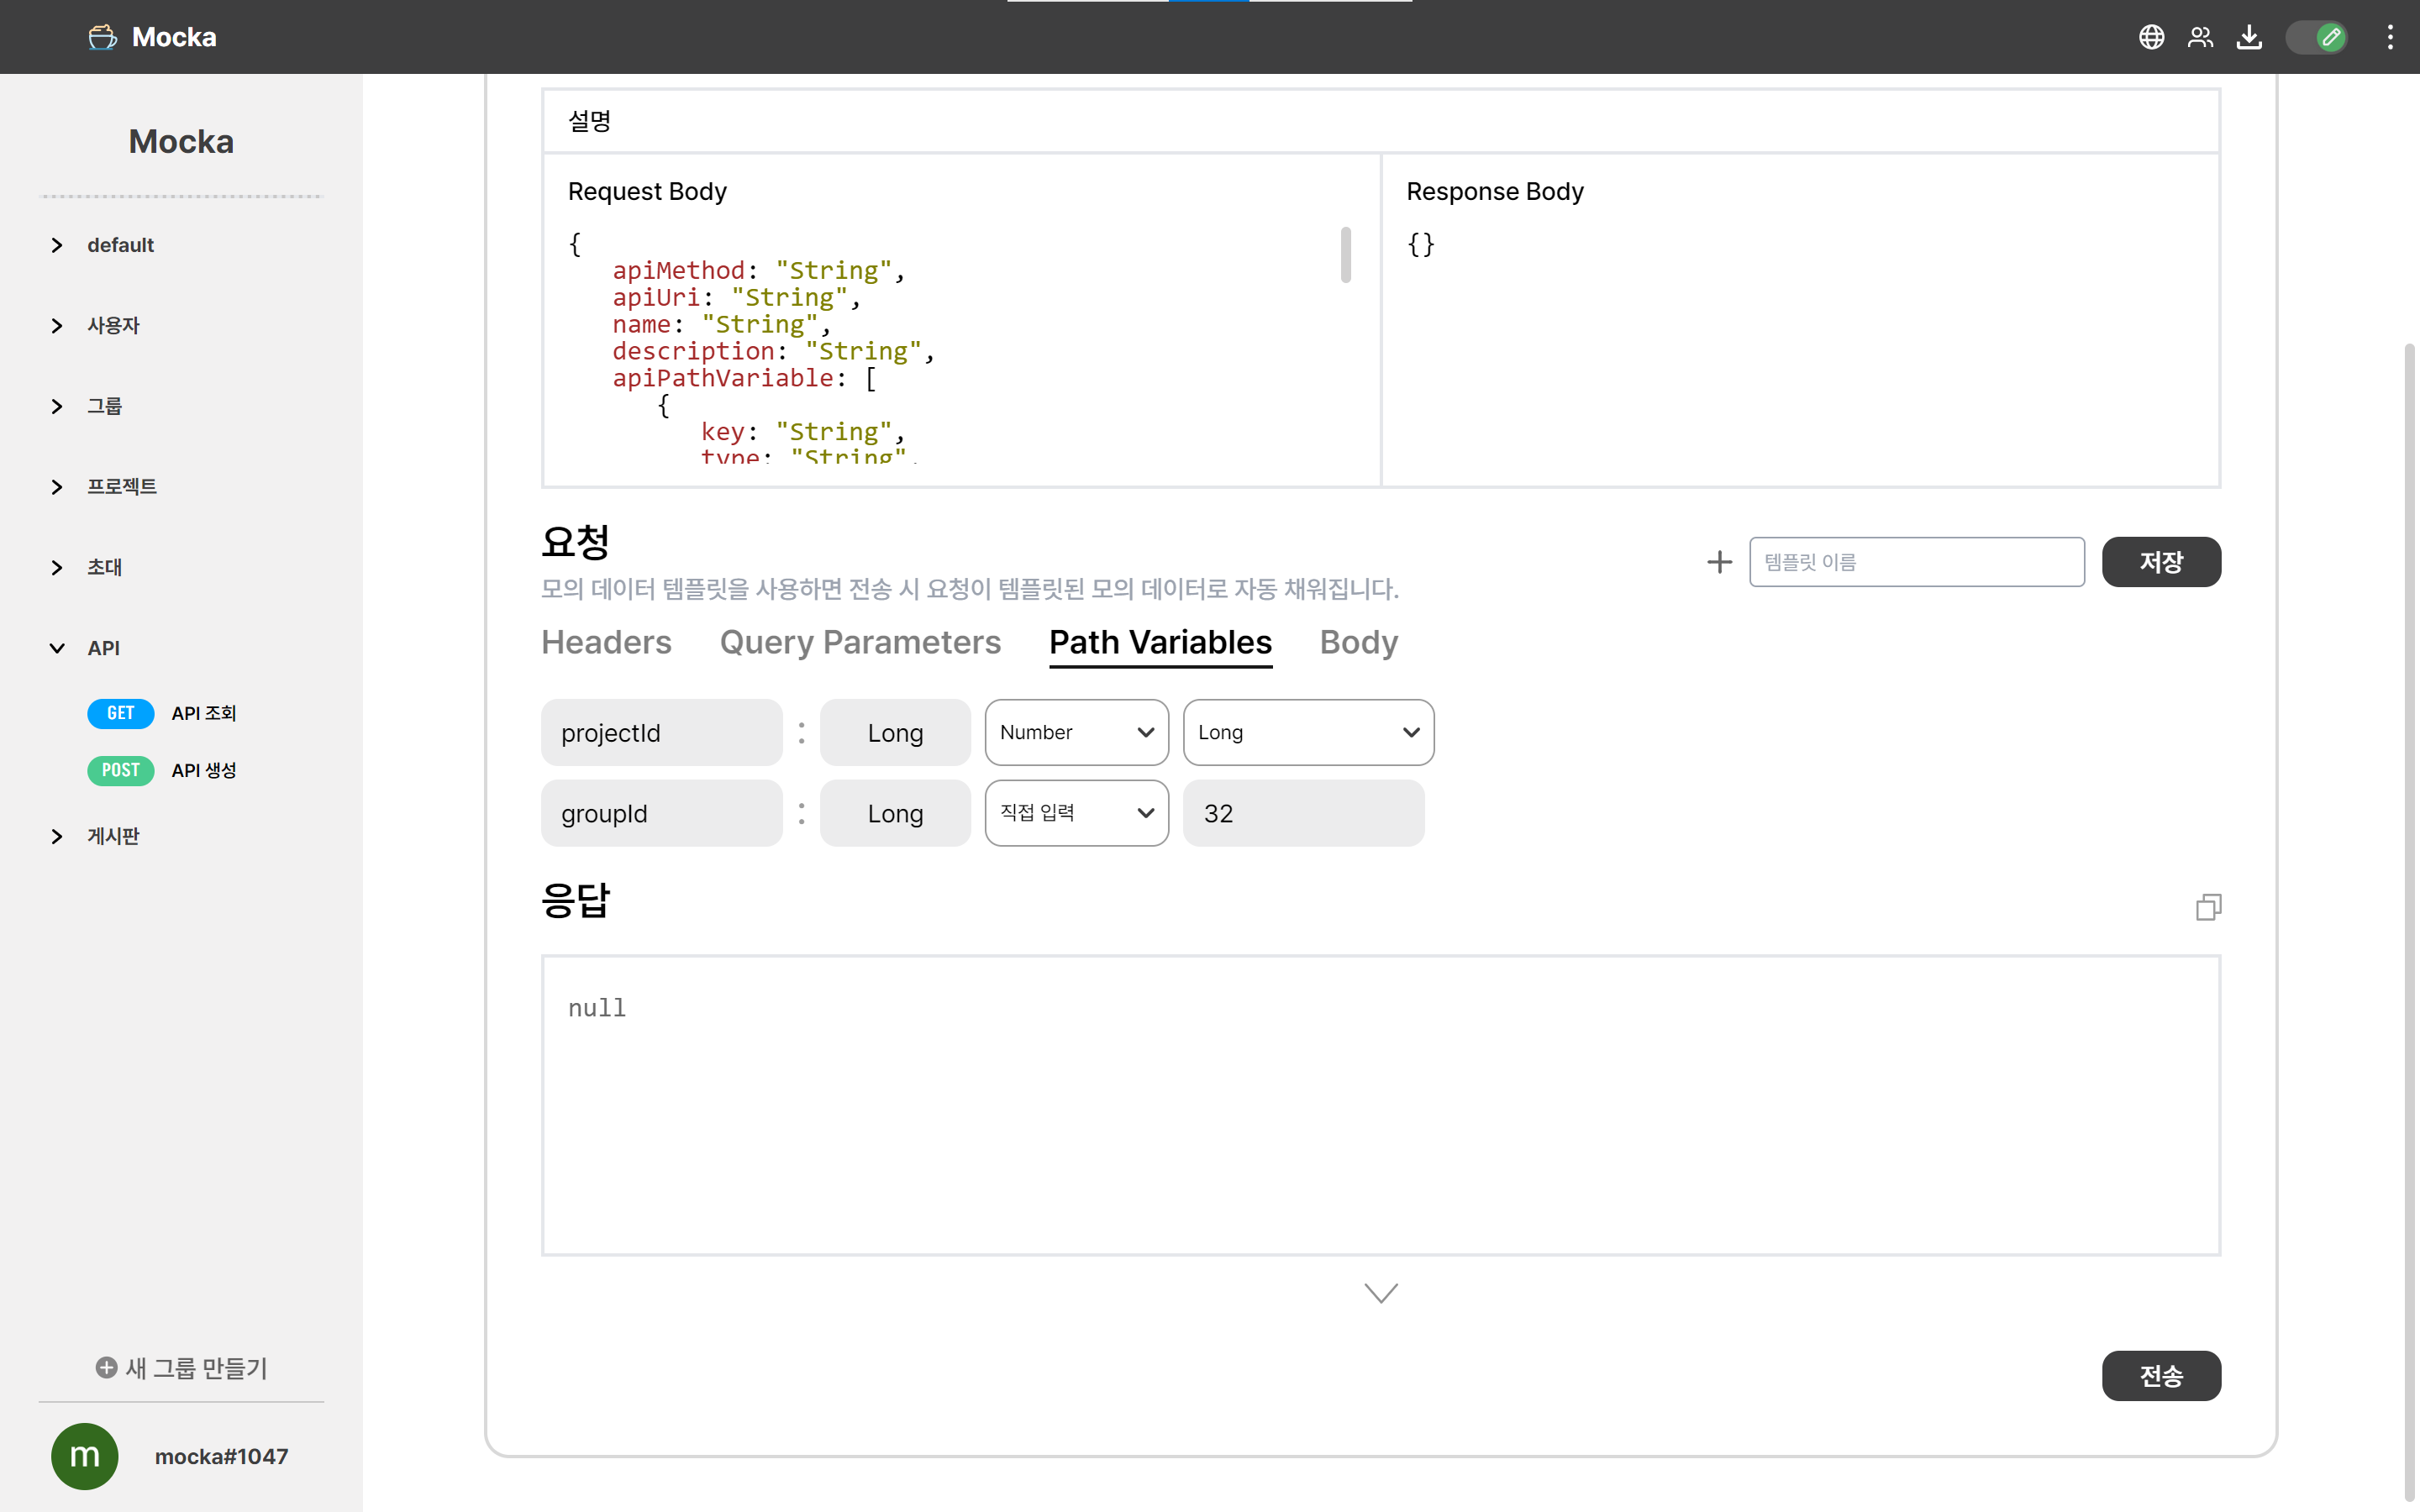 Mocka
Mocka
default
사용자
그룹
프로젝트
초대
API
GET API 조회
POST API 생성
게시판
새 그룹 만들기
m mocka#1047
설명
Request Body
{
apiMethod: "String",
apiUri: "String",
name: "String",
description: "String",
apiPathVariable: [
{
key: "String",
type: "String",
Response Body
{}
요청
모의 데이터 템플릿을 사용하면 전송 시 요청이 템플릿된 모의 데이터로 자동 채워집니다.
템플릿 이름 저장
Headers Query Parameters Path Variables Body
projectId : Long Number Long
groupId : Long 직접 입력 32
응답
null
전송